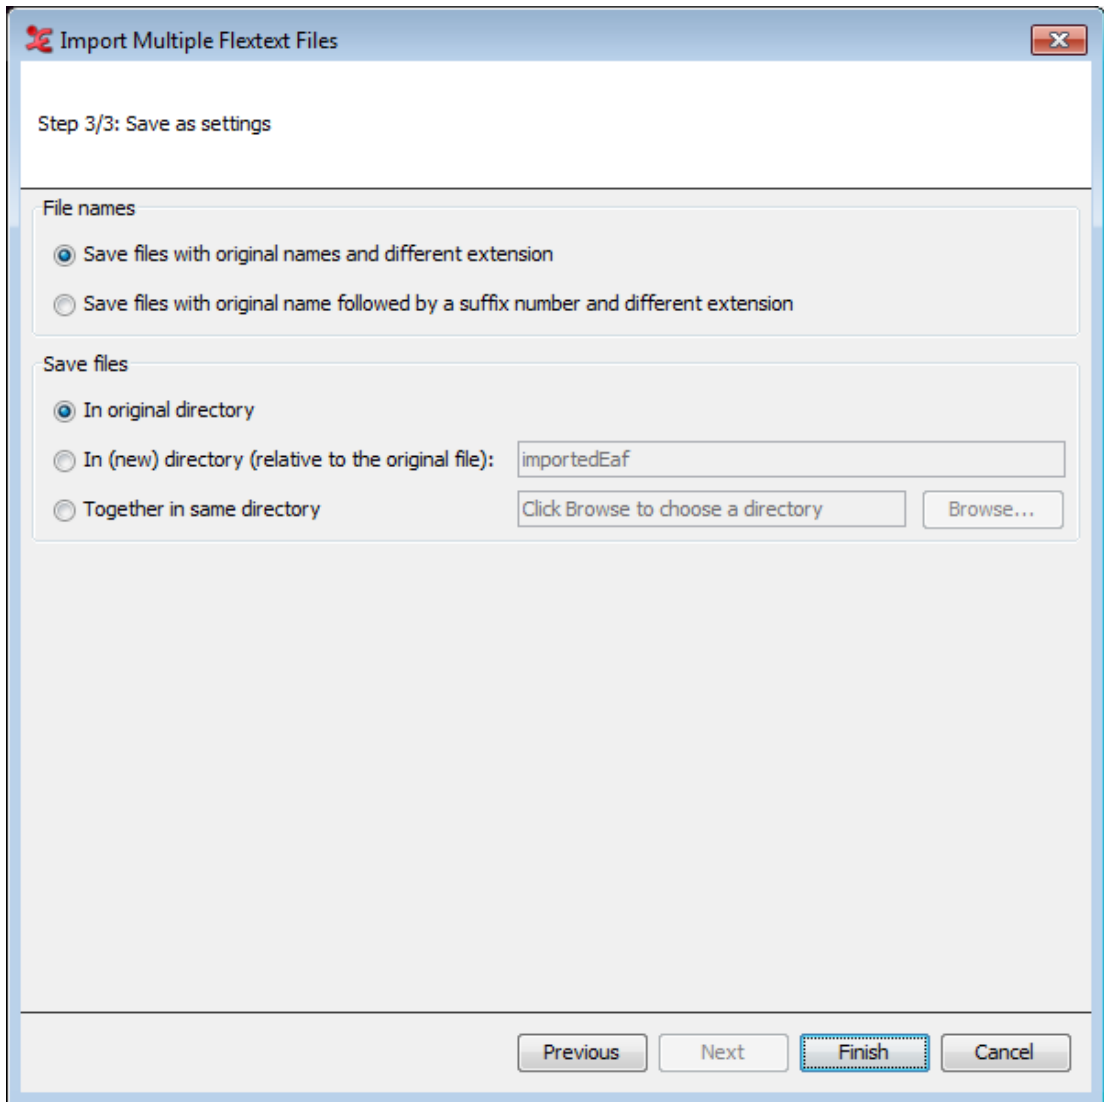 Import Multiple Flextext Files
Step 3/3: Save as settings
File names
Save files with original names and different extension
Save files with original name followed by a suffix number and different extension
Save files
In original directory
In (new) directory (relative to the original file): importedEaf
Together in same directory Click Browse to choose a directory Browse...
Previous Next Finish Cancel